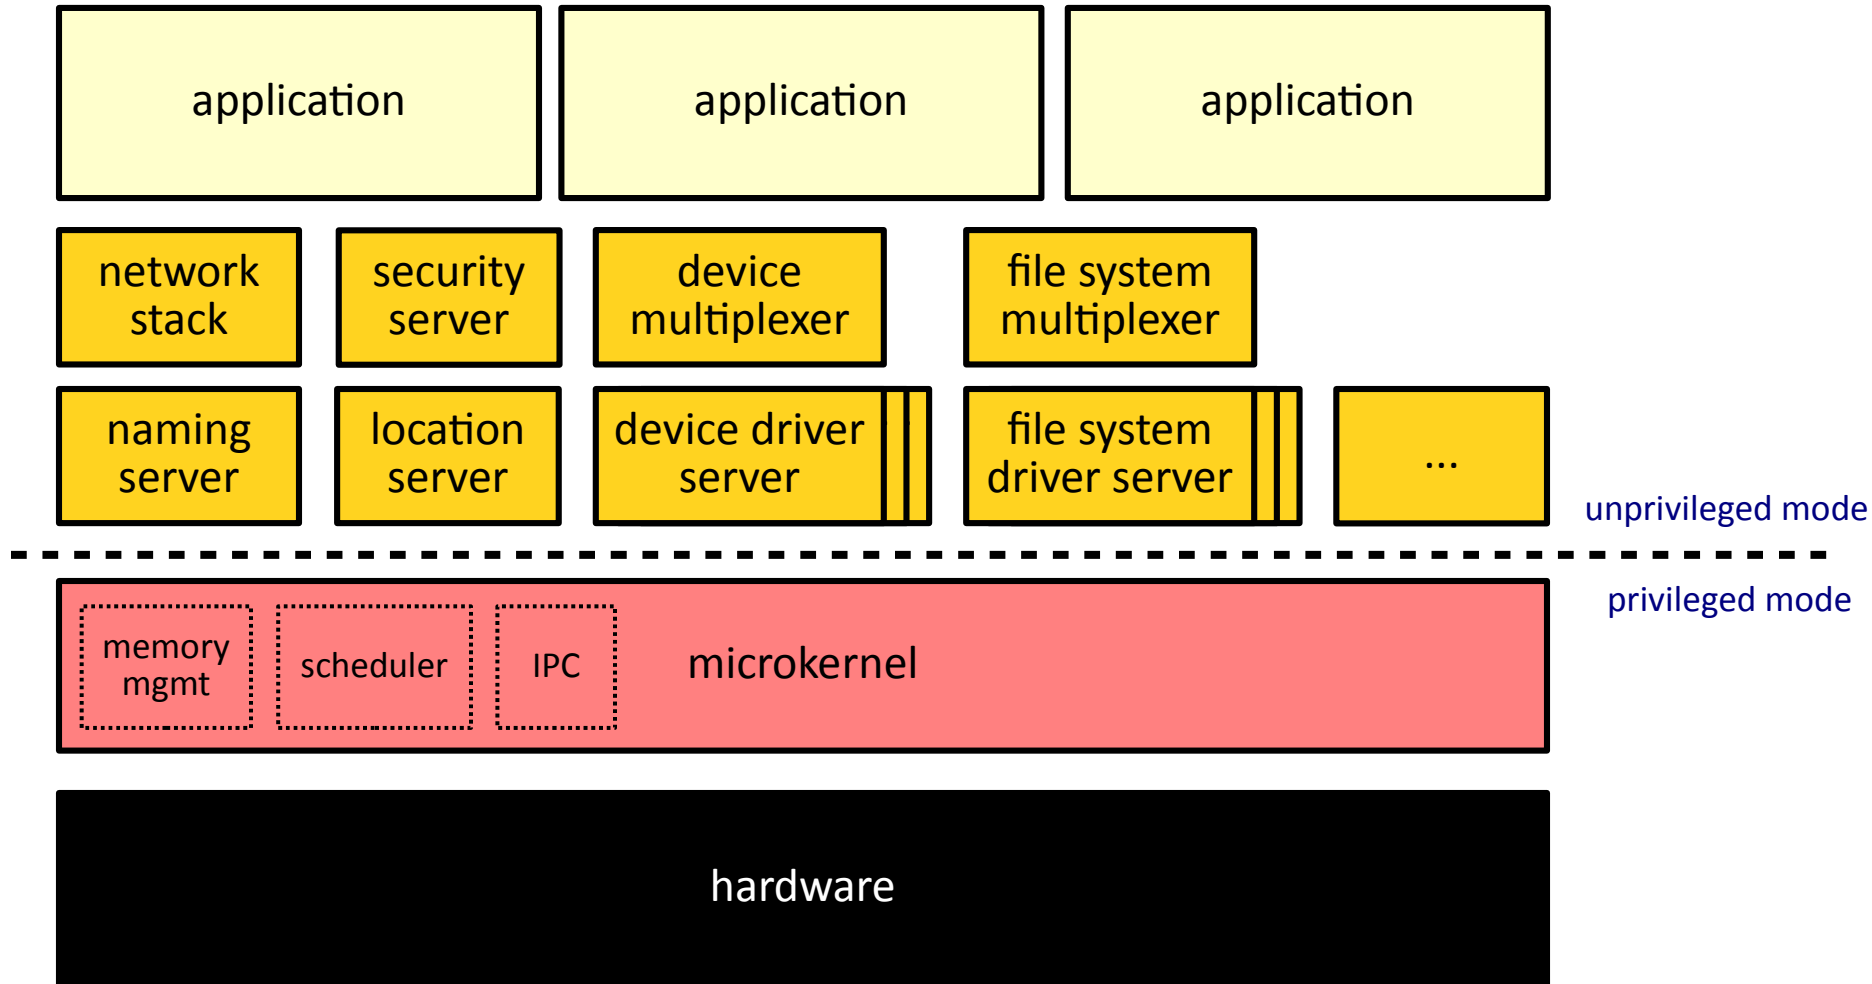 application
application
application
network
stack
security
server
device
multiplexer
file system
multiplexer
naming
server
location
server
device driver
server
file system
driver server
...
unprivileged mode
privileged mode
memory
mgmt
scheduler
IPC
microkernel
hardware